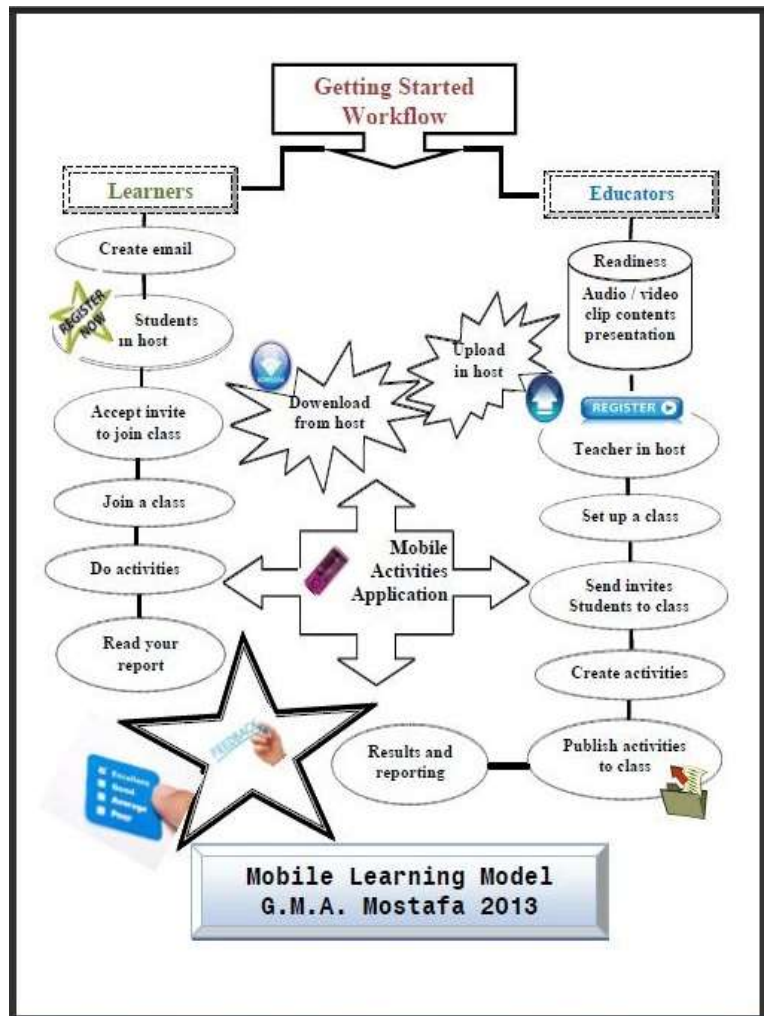 Getting Started
Workflow
Learners
Educators
Create email
REGISTER
NOW
Students
in host
Accept invite
to join class
Join a class
Do activities
Read your
report
Readiness
Audio / video
clip contents
presentation
REGISTER
Teacher in host
Set up a class
Send invites
Students to class
Create activities
Publish activities
to class
Results and
reporting
Upload
in host
Download
from host
Mobile
Activities
Application
FEEDBACK
Excellent
Good
Average
Poor
Mobile Learning Model
G.M.A. Mostafa 2013